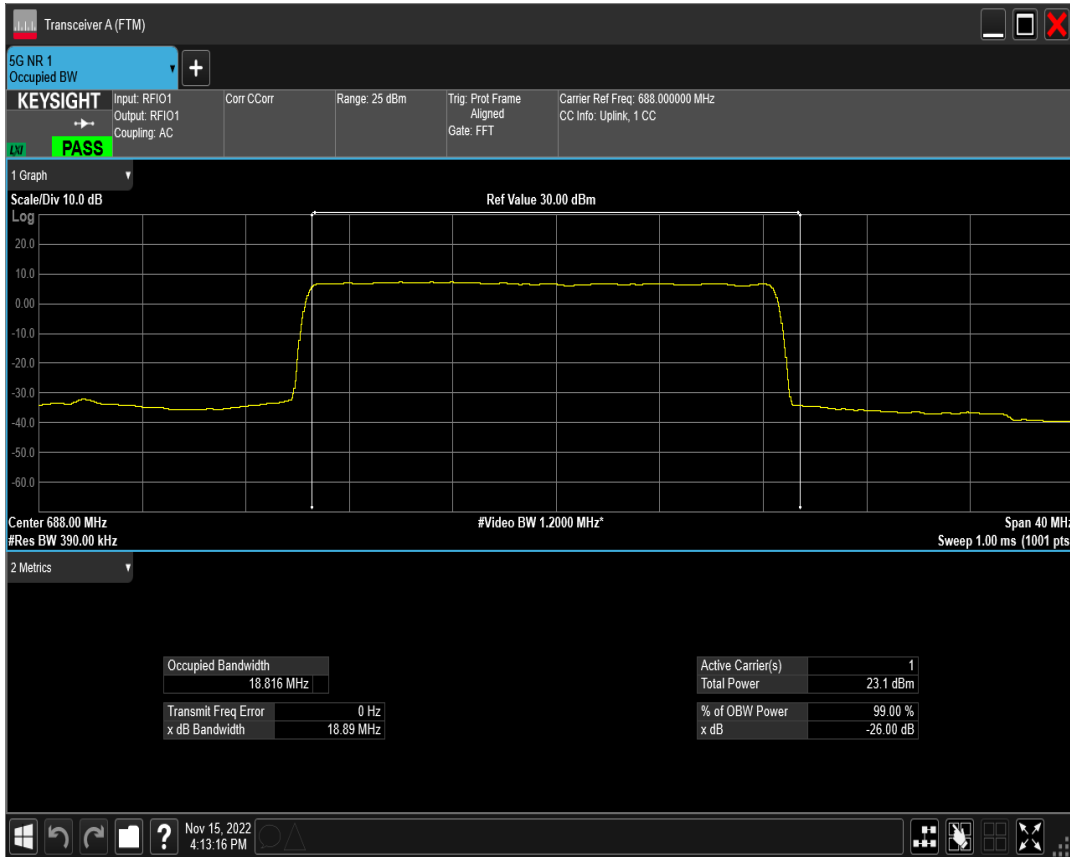 Transceiver A (FTM)
5G NR 1
Occupied BW
+
KEYSIGHT
LXI
PASS
Input: RFIO1
Output: RFIO1
Coupling: AC
Corr CCorr
Range: 25 dBm
Trig: Prot Frame
Aligned
Gate: FFT
Carrier Ref Freq: 688.000000 MHz
CC Info: Uplink, 1 CC
1 Graph
Scale/Div 10.0 dB
Ref Value 30.00 dBm
Log
20.0
10.0
0.00
-10.0
-20.0
-30.0
-40.0
-50.0
-60.0
Center 688.00 MHz
#Video BW 1.2000 MHz*
Span 40 MHz
#Res BW 390.00 kHz
Sweep 1.00 ms (1001 pts
2 Metrics
Occupied Bandwidth
18.816 MHz
Transmit Freq Error 0 Hz
x dB Bandwidth 18.89 MHz
Active Carrier(s) 1
Total Power 23.1 dBm
% of OBW Power 99.00 %
x dB -26.00 dB
?
Nov 15, 2022
4:13:16 PM